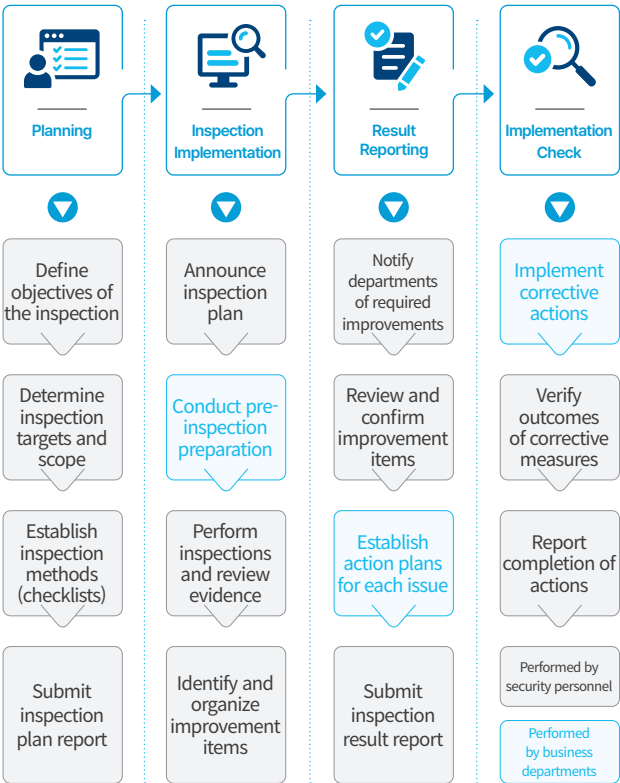 Planning
Inspection
Implementation
Result
Reporting
Implementation
Check
Define
objectives of
the inspection
Determine
inspection
targets and
scope
Establish
inspection
methods
(checklists)
Submit
inspection
plan report
Announce
inspection
plan
Conduct pre-
inspection
preparation
Perform
inspections
and review
evidence
Identify and
organize
improvement
items
Notify
departments
of required
improvements
Review and
confirm
improvement
items
Establish
action plans
for each issue
Submit
inspection
result report
Implement
corrective
actions
Verify
outcomes
of corrective
measures
Report
completion of
actions
Performed by
security personnel
Performed
by business
departments